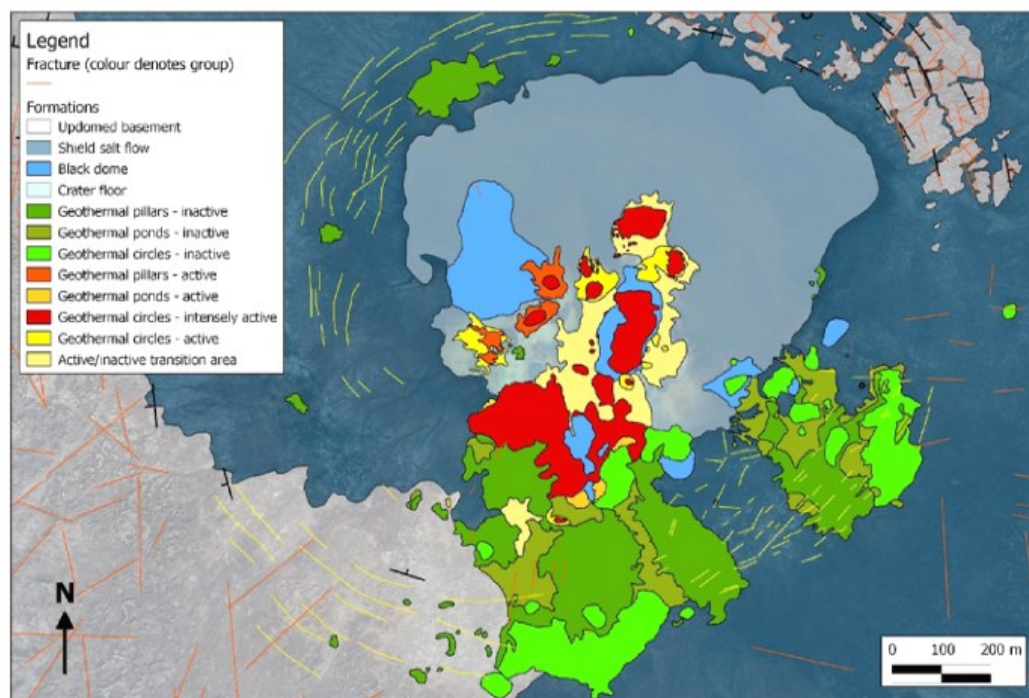 Legend
Fracture (colour denotes group)
Formations
Updomed basement
Shield salt flow
Black dome
Crater floor
Geothermal pillars - inactive
Geothermal ponds - inactive
Geothermal circles - inactive
Geothermal pillars - active
Geothermal ponds - active
Geothermal circles - intensely active
Geothermal circles - active
Active/inactive transition area
N
0 100 200 m